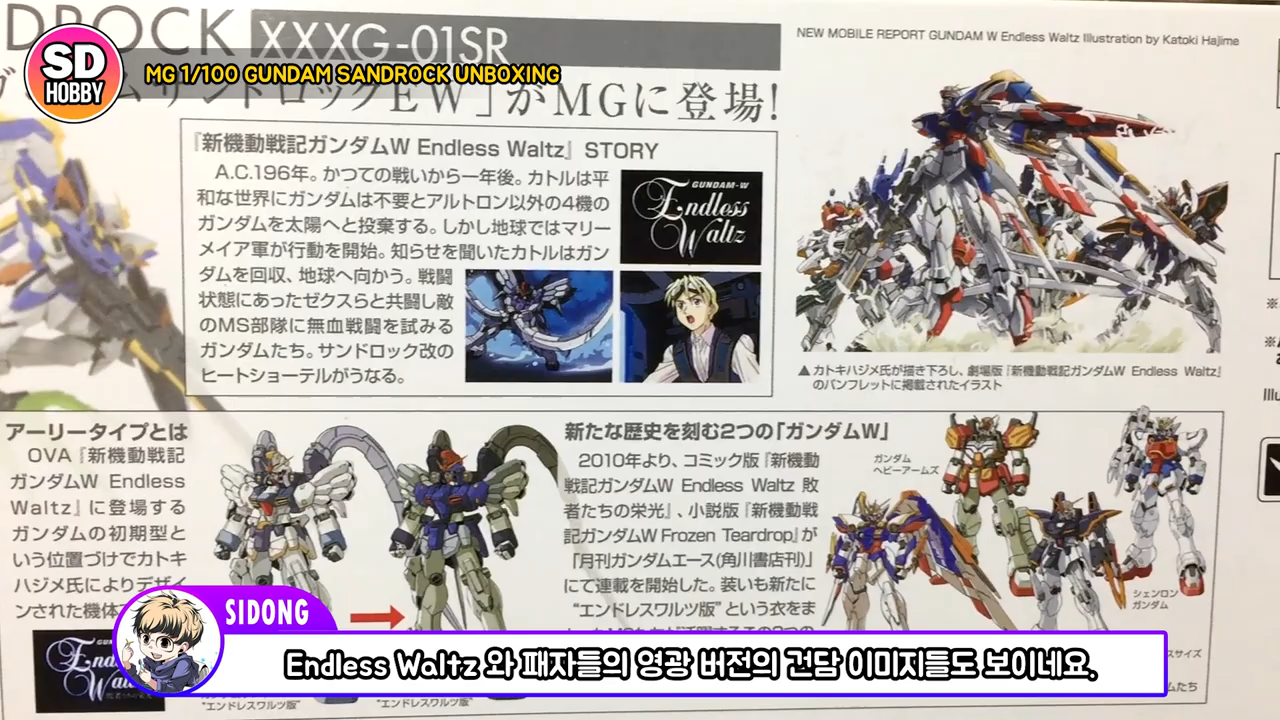 DROCK XXXG-01SR
SD
HOBBY
MG 1/100 GUNDAM SANDROCK UNBOXING
ムサンドロックEW」がMGに登場!
NEW MOBILE REPORT GUNDAM W Endless Waltz Illustration by Katoki Hajime
『新機動戦記ガンダムW Endless Waltz』 STORY
A.C.196年。かつての戦いから一年後。カトルは平
和な世界にガンダムは不要とアルトロン以外の4機の
ガンダムを太陽へと投棄する。しかし地球ではマリー
メイア軍が行動を開始。知らせを聞いたカトルはガン
ダムを回収、地球へ向かう。戦闘
状態にあったゼクスらと共闘し敵
のMS部隊に無血戦闘を試みる
ガンダムたち。サンドロック改の
ヒートショーテルがうなる。
GUNDAM-W
Endless
Waltz
▲カトキハジメ氏が描き下ろし、劇場版『新機動戦記ガンダムW Endless Waltz』
のパンフレットに掲載されたイラスト
アーリータイプとは
OVA『新機動戦記
ガンダムW Endless
Waltz』に登場する
ガンダムの初期型と
いう位置づけでカトキ
ハジメ氏によりデザイ
ンされた機体
新たな歴史を刻む2つの「ガンダムW」
2010年より、コミック版『新機動
戦記ガンダムW Endless Waltz 敗
者たちの栄光』、小説版『新機動戦
記ガンダムW Frozen Teardrop』が
「月刊ガンダムエース(角川書店刊)」
にて連載を開始した。装いも新たに
“エンドレスワルツ版”という衣をま
ガンダム
ヘビーアームズ
シェンロン
ガンダム
“エンドレスワルツ版”
“エンドレスワルツ版”
SIDONG
Endless Waltz 와 패자들의 영광 버전의 건담 이미지들도 보이네요.